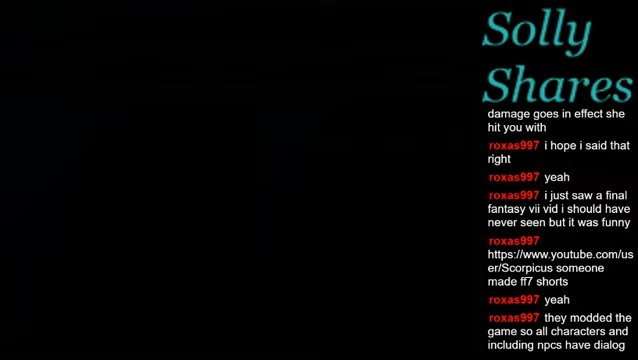 Solly
Shares
damage goes in effect she
hit you with
roxas997 i hope i said that
right
roxas997 yeah
roxas997 i just saw a final
fantasy vii vid i should have
never seen but it was funny
roxas997
https://www.youtube.com/us
er/Scorpicus someone
made ff7 shorts
roxas997 yeah
roxas997 they modded the
game so all characters and
including npcs have dialog